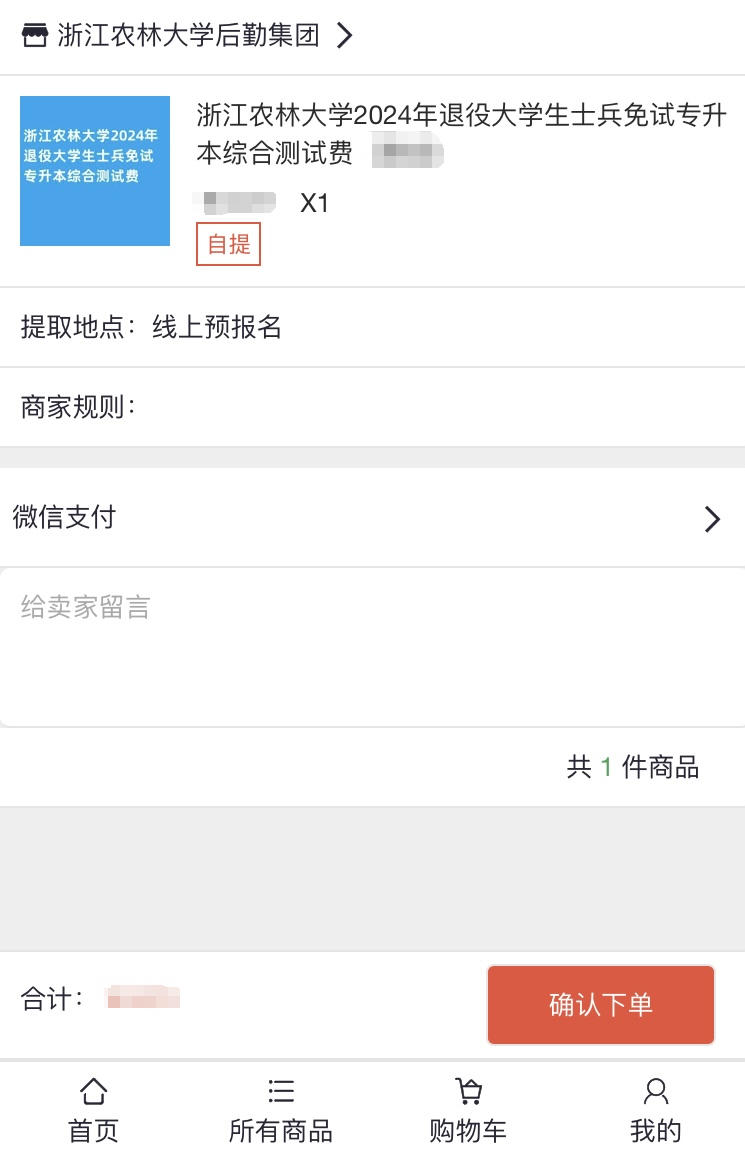 浙江农林大学后勤集团
浙江农林大学2024年
退役大学生士兵免试
专升本综合测试费
浙江农林大学2024年退役大学生士兵免试专升
本综合测试费
X1
自提
提取地点：线上预报名
商家规则：
微信支付
给卖家留言
共 1 件商品
合计：
确认下单
首页
所有商品
购物车
我的